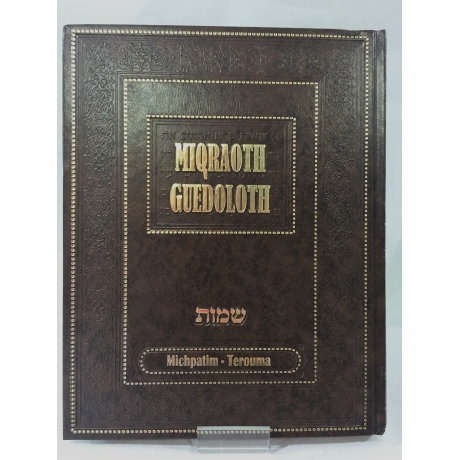 MIQRAOTH
GUEDOLOTH
שמות
Michpatim - Terouma